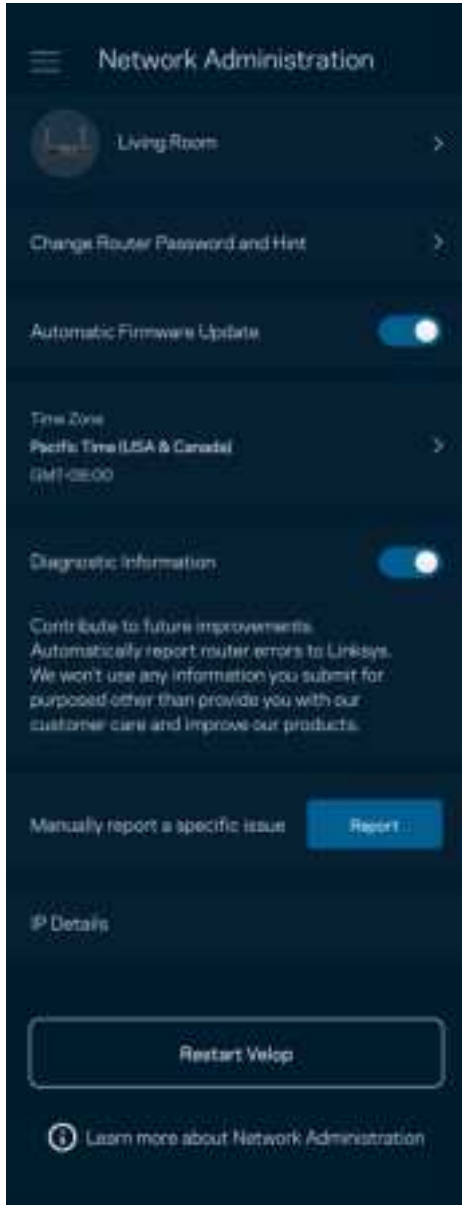 Network Administration
Living Room
Change Router Password and Hint
Automatic Firmware Update
Time Zone
Pacific Time (USA & Canada)
GMT-08:00
Diagnostic Information
Contribute to future improvements.
Automatically report router errors to Linksys.
We won't use any information you submit for
purposed other than provide you with our
customer care and improve our products.
Manually report a specific issue
Report
IP Details
Restart Velop
Learn more about Network Administration